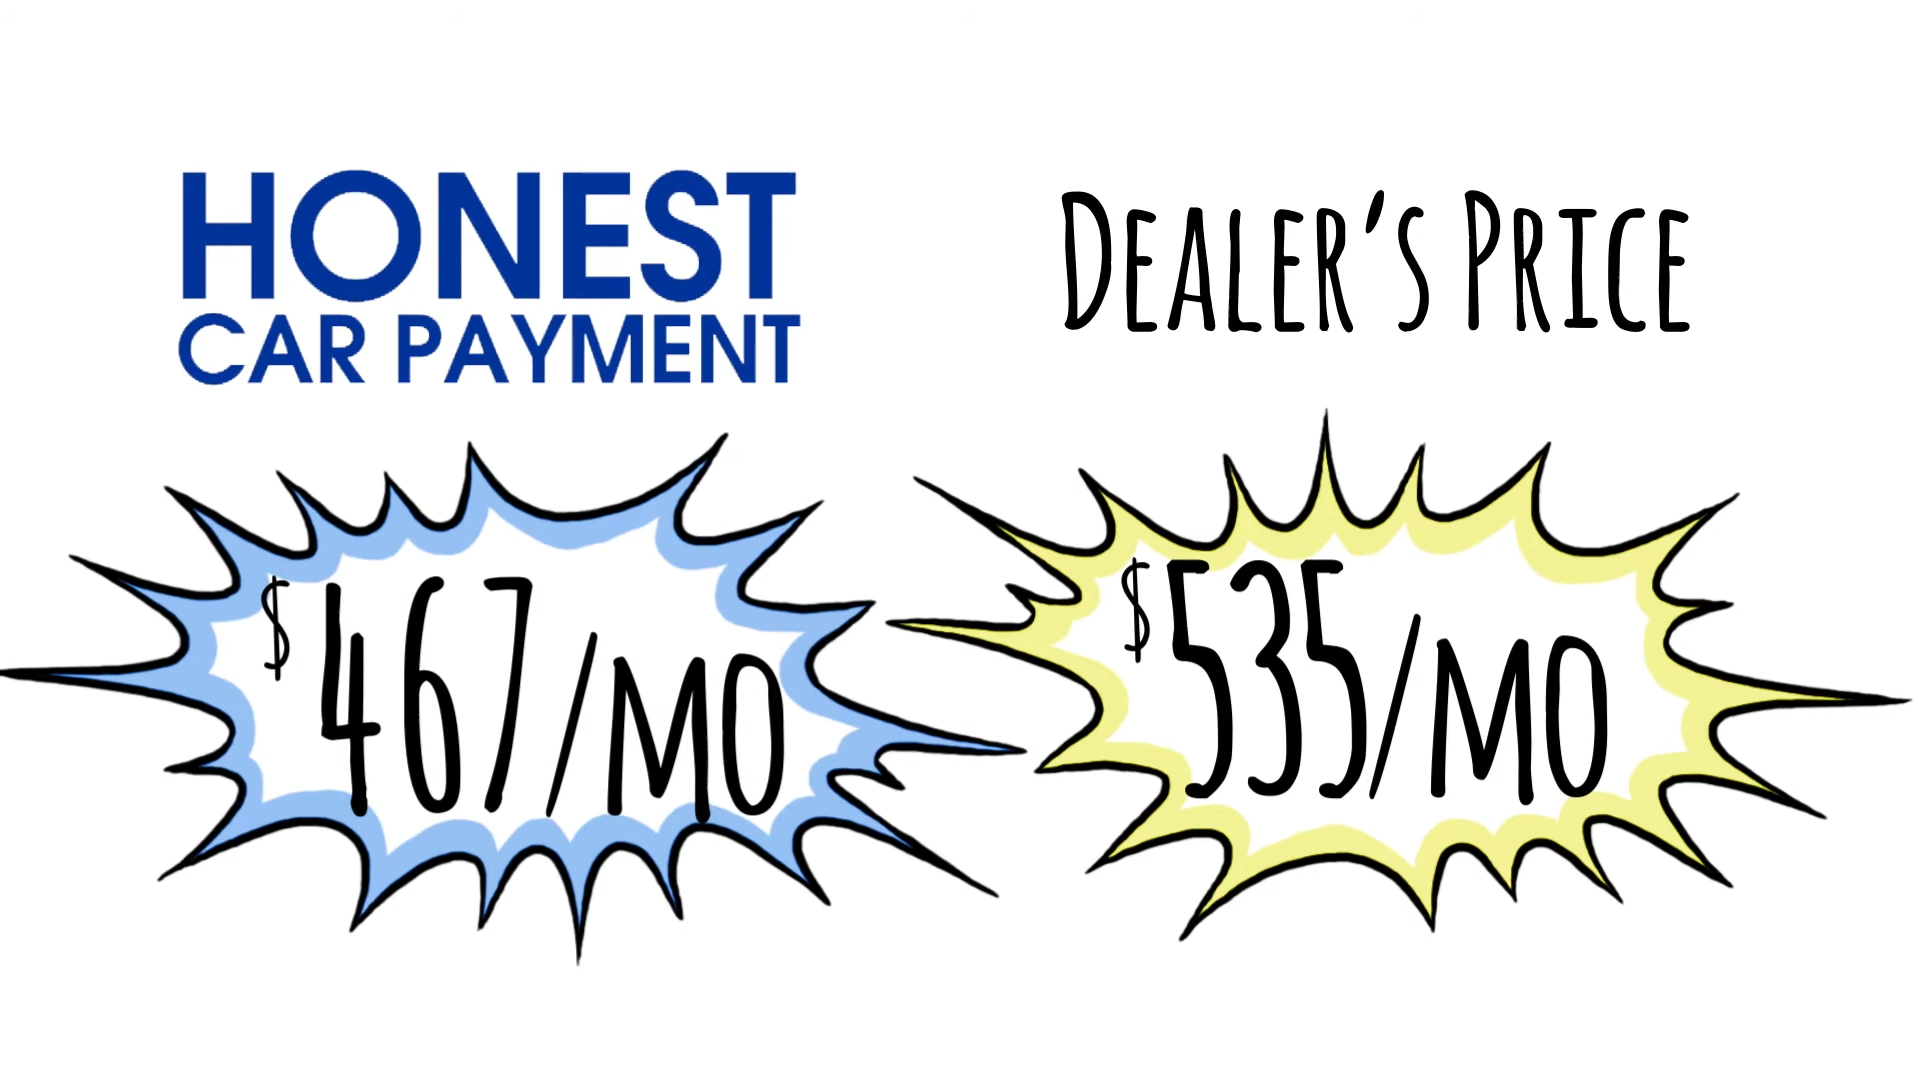 HONEST
CAR PAYMENT
DEALER'S PRICE
$467/MO
$535/MO